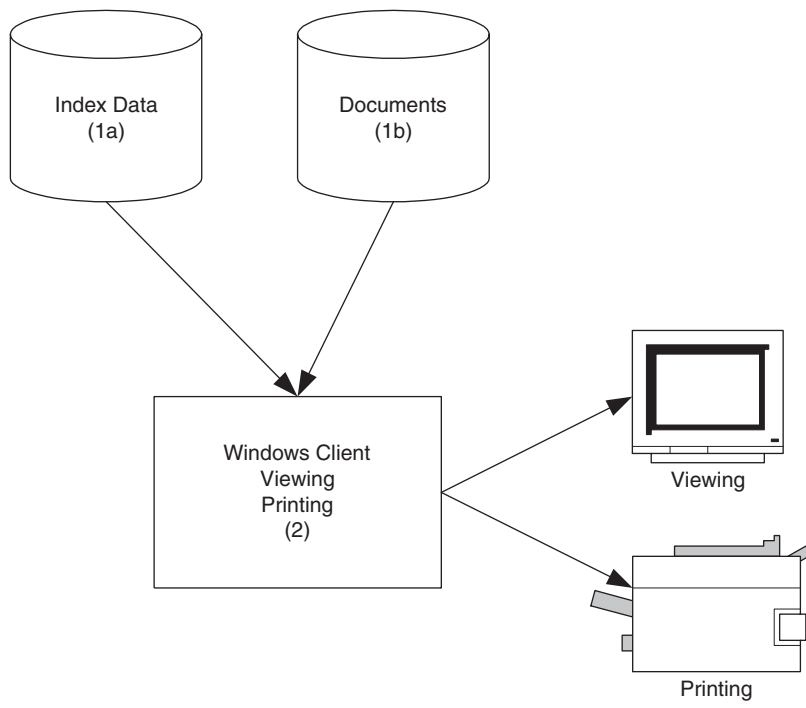 Index Data
(1a)
Documents
(1b)
Windows Client
Viewing
Printing
(2)
Viewing
Printing